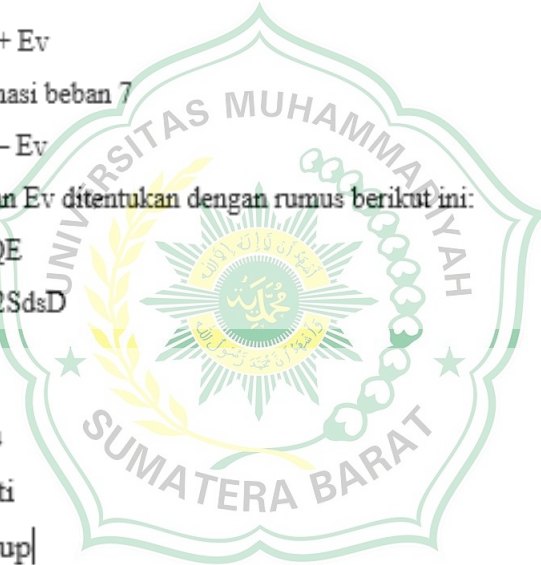 + Ev
nasi beban 7
– Ev
an Ev ditentukan dengan rumus berikut ini:
QE
2SdsD
ti
up
UNIVERSITAS MUHAMMADIYAH
SUMATERA BARAT